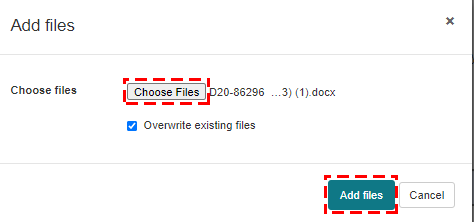 Add files
×
Choose files Choose Files D20-86296 ...3) (1).docx
Overwrite existing files
Add files Cancel